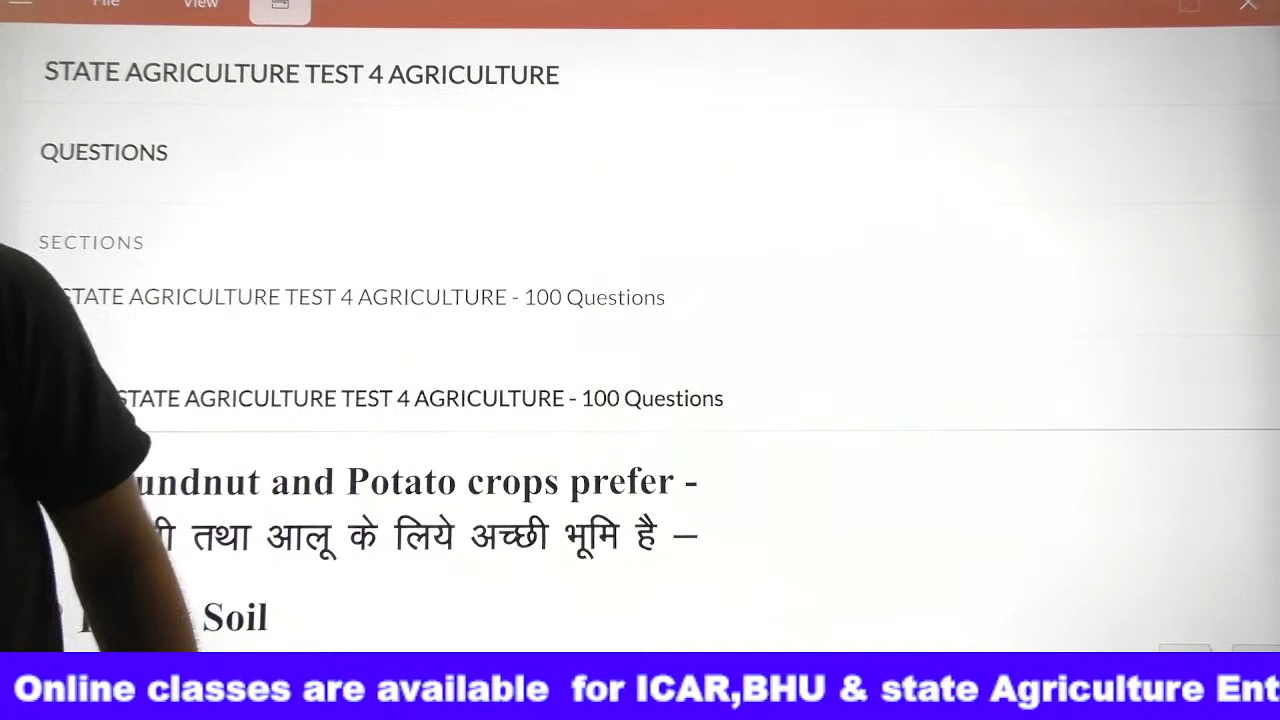 File View
STATE AGRICULTURE TEST 4 AGRICULTURE
QUESTIONS
SECTIONS
STATE AGRICULTURE TEST 4 AGRICULTURE - 100 Questions
STATE AGRICULTURE TEST 4 AGRICULTURE - 100 Questions
undnut and Potato crops prefer -
तथा आलू के लिये अच्छी भूमि है –
Soil
Online classes are available for ICAR,BHU & state Agriculture Ent